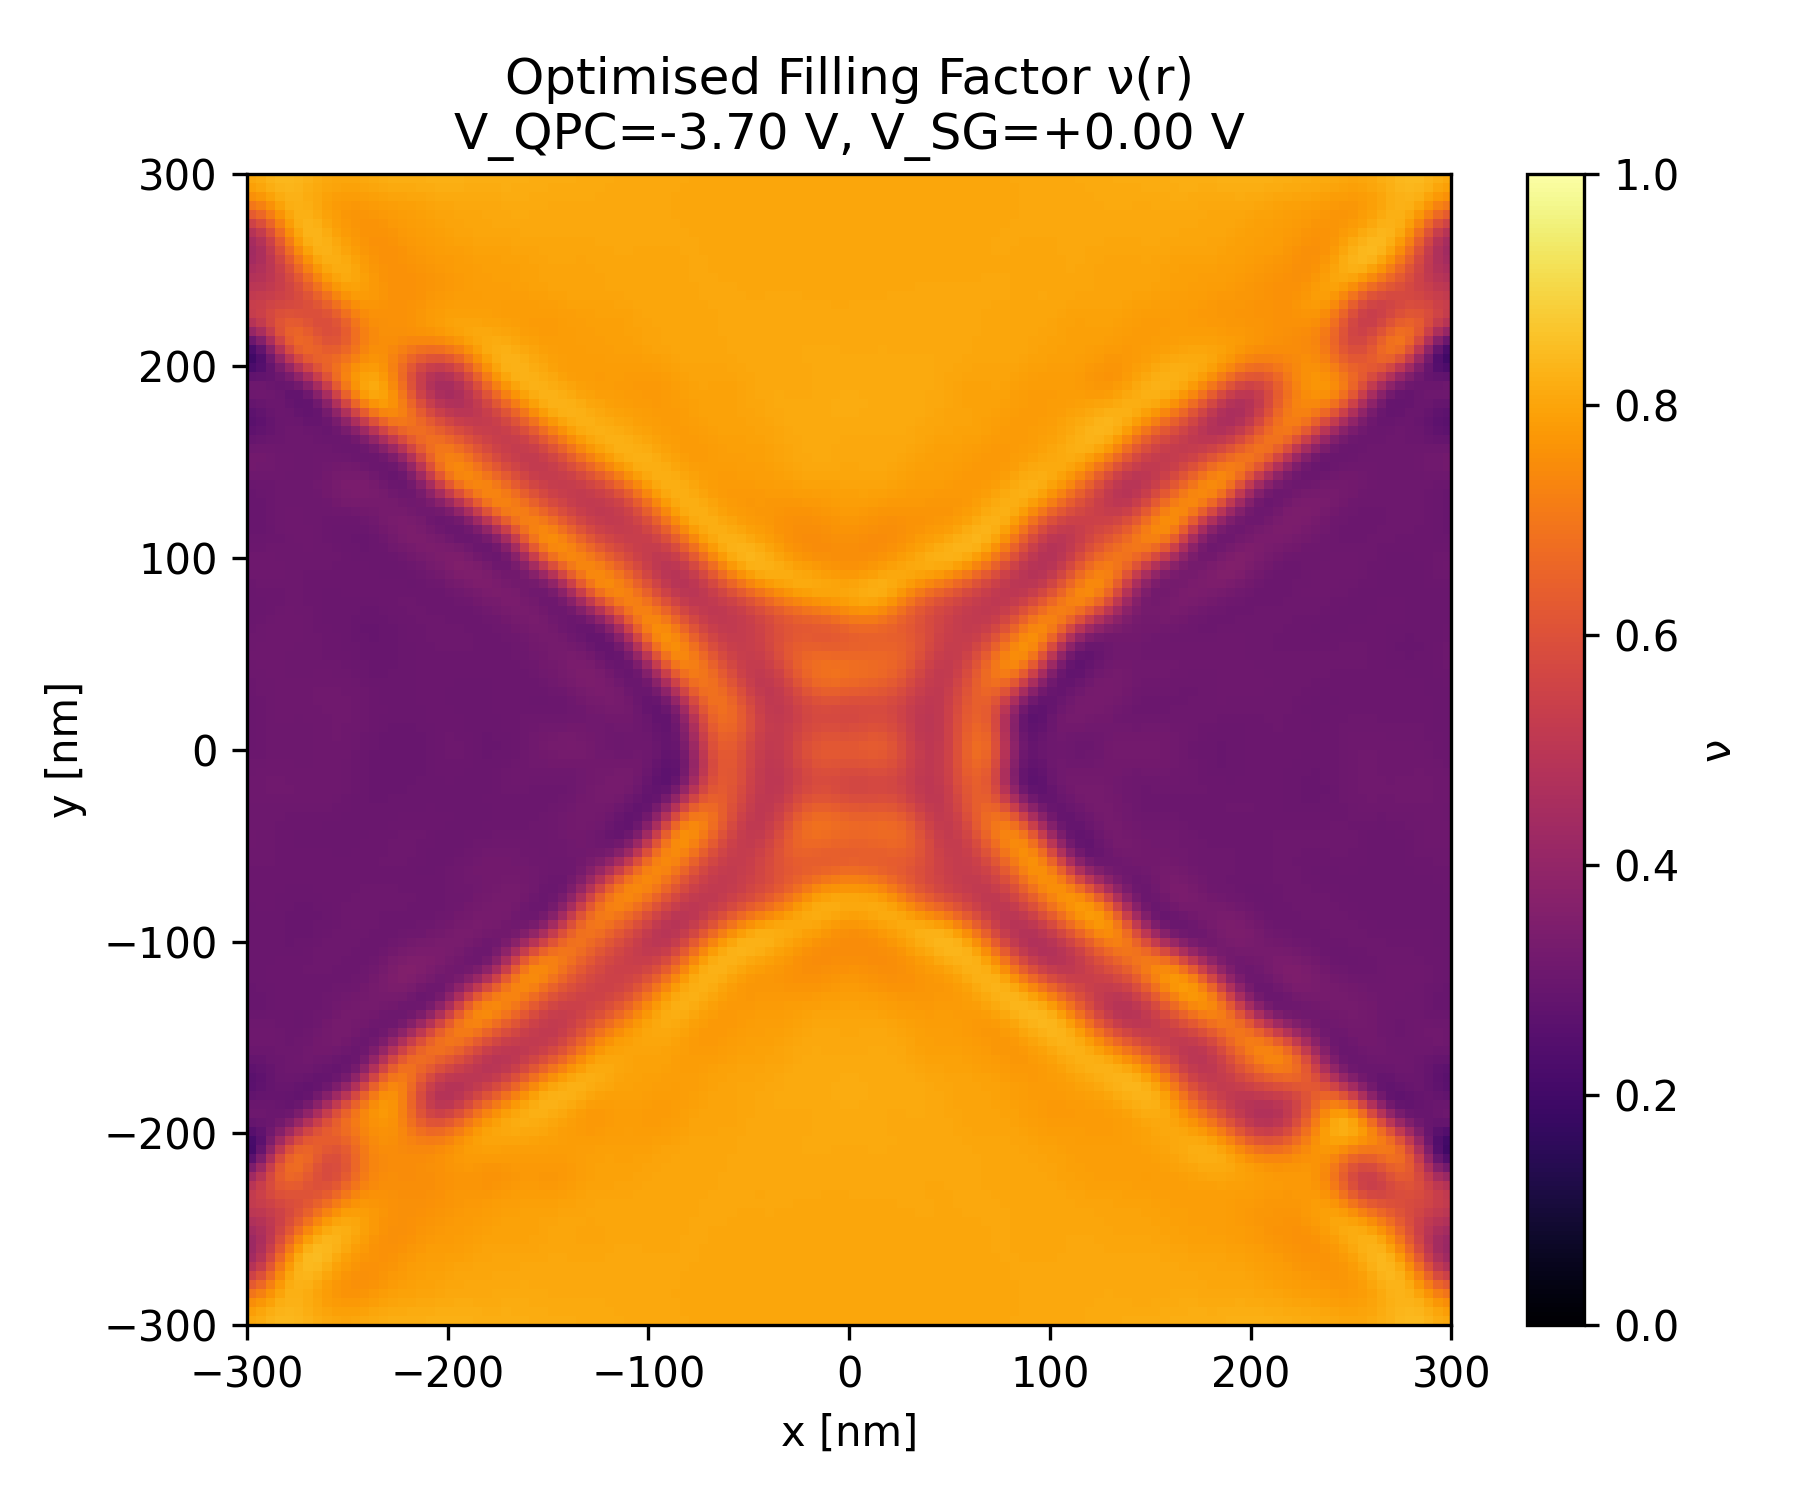 Optimised Filling Factor ν(r)
V_QPC=-3.70 V, V_SG=+0.00 V
300
200
100
0
−100
−200
−300
y [nm]
−300 −200 −100 0 100 200 300
x [nm]
1.0
0.8
0.6
0.4
0.2
0.0
ν